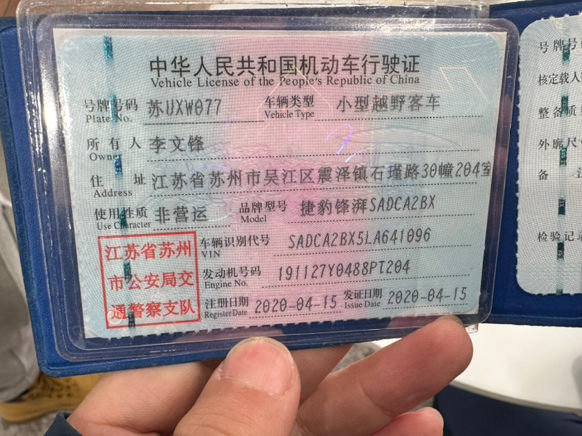 中华人民共和国机动车行驶证
Vehicle License of the People's Republic of China
号牌号码 苏UXW077 车辆类型 小型越野客车
Plate No. Vehicle Type
所有人 李文锋
Owner
住址 江苏省苏州市吴江区震泽镇石瑾路30幢204室
Address
使用性质 非营运 品牌型号 捷豹锋湃SADCA2BX
Use Character Model
江苏省苏州
市公安局交
通警察支队
车辆识别代号 SADCA2BX5LA641096
VIN
发动机号码 191127Y0488PT204
Engine No.
注册日期 2020-04-15 发证日期 2020-04-15
Register Date Issue Date
号牌号
核定载人
整备质
外廓尺
备注
检验记